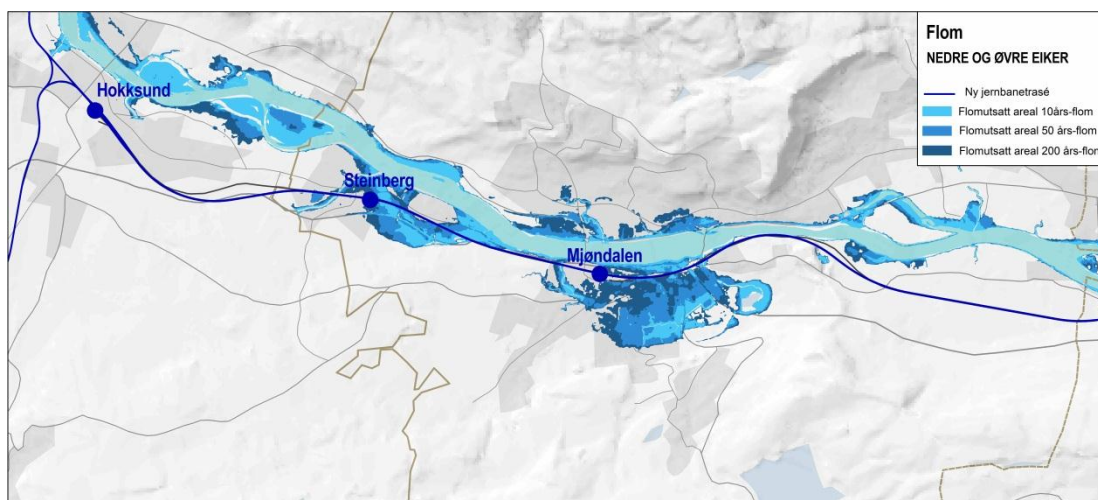 Flom
NEDRE OG ØVRE EIKER
Ny jernbanetrasé
Flomutsatt areal 10års-flom
Flomutsatt areal 50 års-flom
Flomutsatt areal 200 års-flom
Hokksund
Steinberg
Mjøndalen